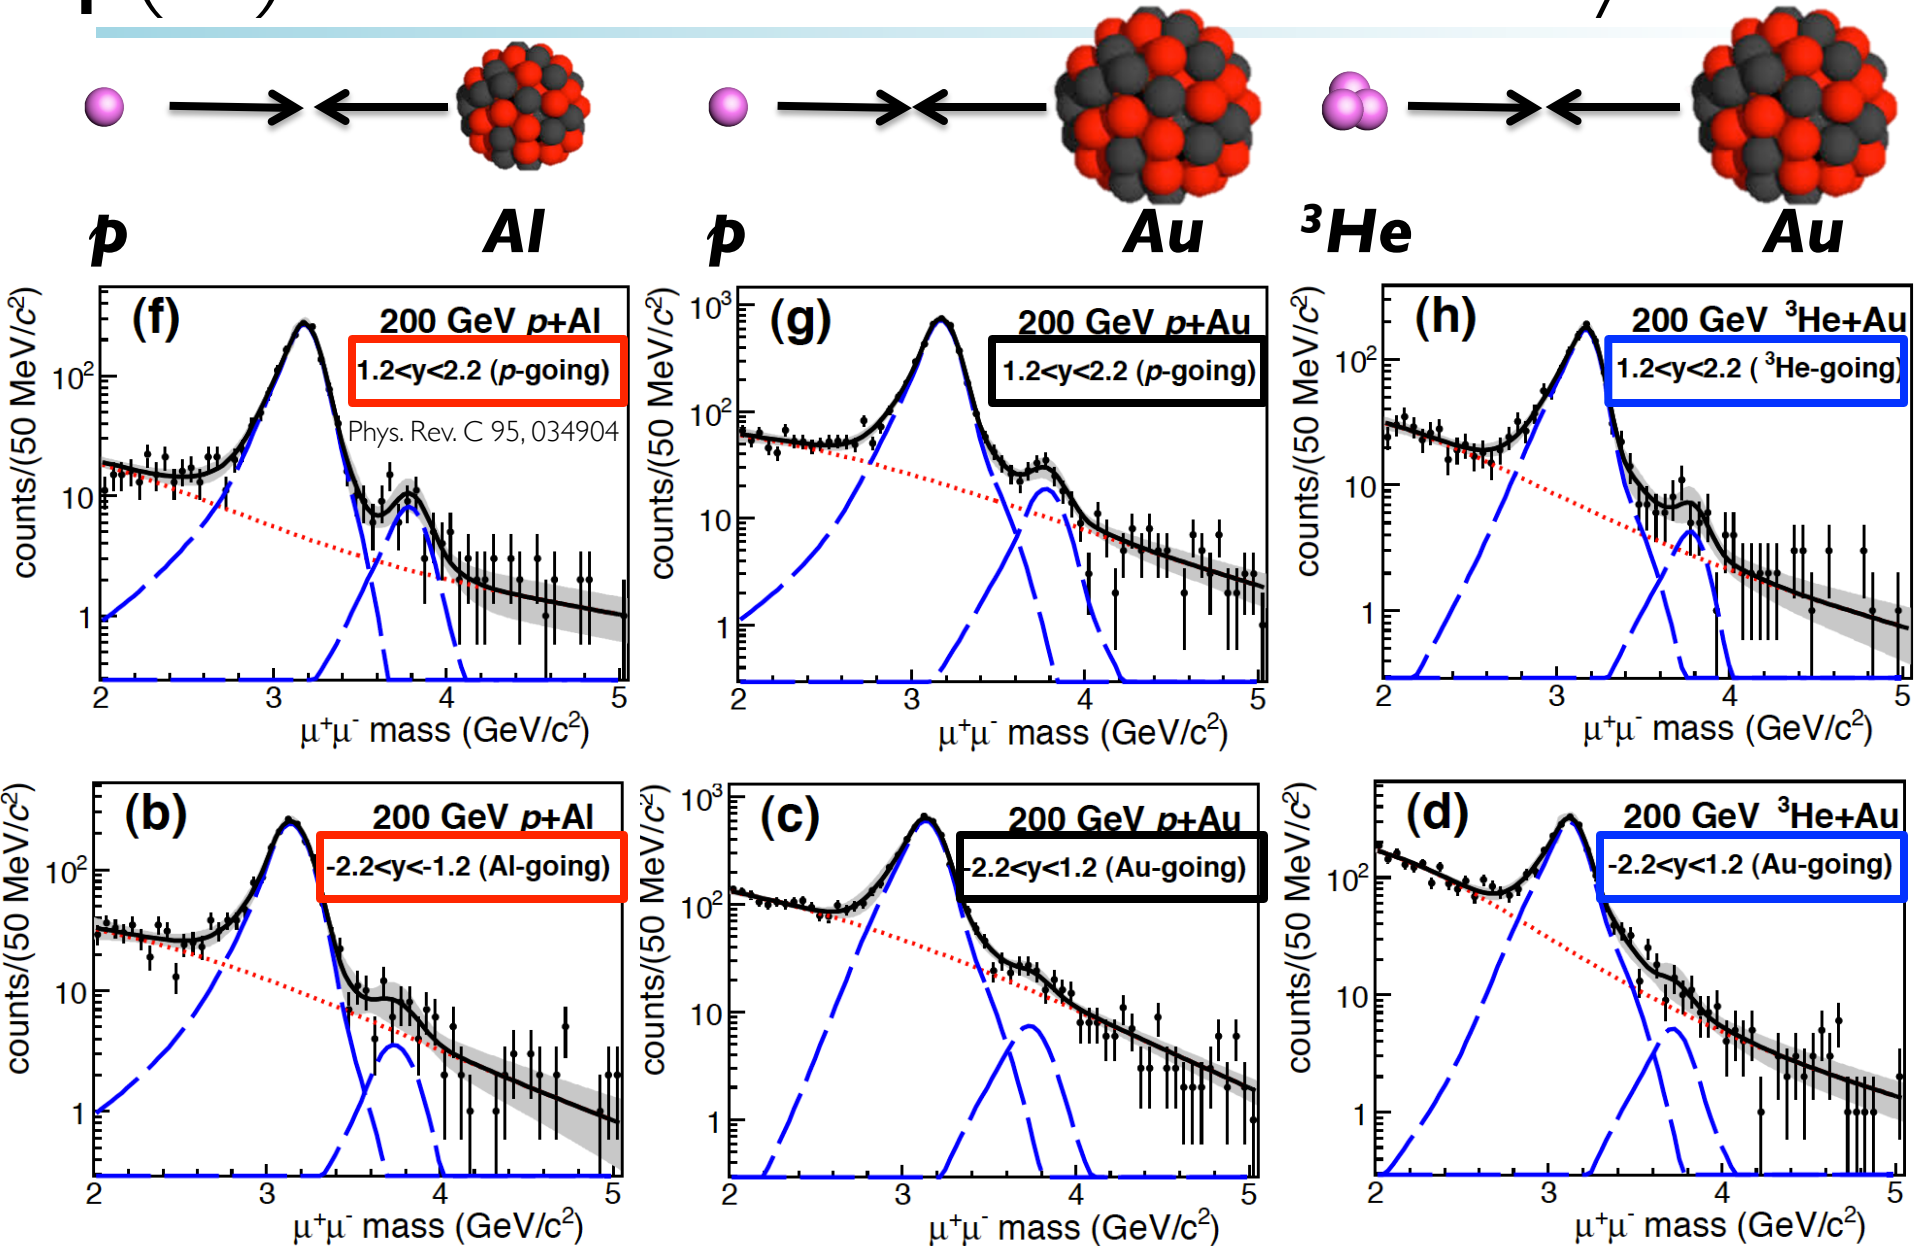 p Al p Au ³He Au
(f) 200 GeV p+Al
1.2<y<2.2 (p-going)
Phys. Rev. C 95, 034904
counts/(50 MeV/c²)
10²
10
1
2 3 4 5
μ⁺μ⁻ mass (GeV/c²)
(g) 200 GeV p+Au
1.2<y<2.2 (p-going)
counts/(50 MeV/c²)
10³
10²
10
1
2 3 4 5
μ⁺μ⁻ mass (GeV/c²)
(h) 200 GeV ³He+Au
1.2<y<2.2 ( ³He-going)
counts/(50 MeV/c²)
10²
10
1
2 3 4 5
μ⁺μ⁻ mass (GeV/c²)
(b) 200 GeV p+Al
-2.2<y<-1.2 (Al-going)
counts/(50 MeV/c²)
10²
10
1
2 3 4 5
μ⁺μ⁻ mass (GeV/c²)
(c) 200 GeV p+Au
-2.2<y<1.2 (Au-going)
counts/(50 MeV/c²)
10³
10²
10
1
2 3 4 5
μ⁺μ⁻ mass (GeV/c²)
(d) 200 GeV ³He+Au
-2.2<y<1.2 (Au-going)
counts/(50 MeV/c²)
10²
10
1
2 3 4 5
μ⁺μ⁻ mass (GeV/c²)